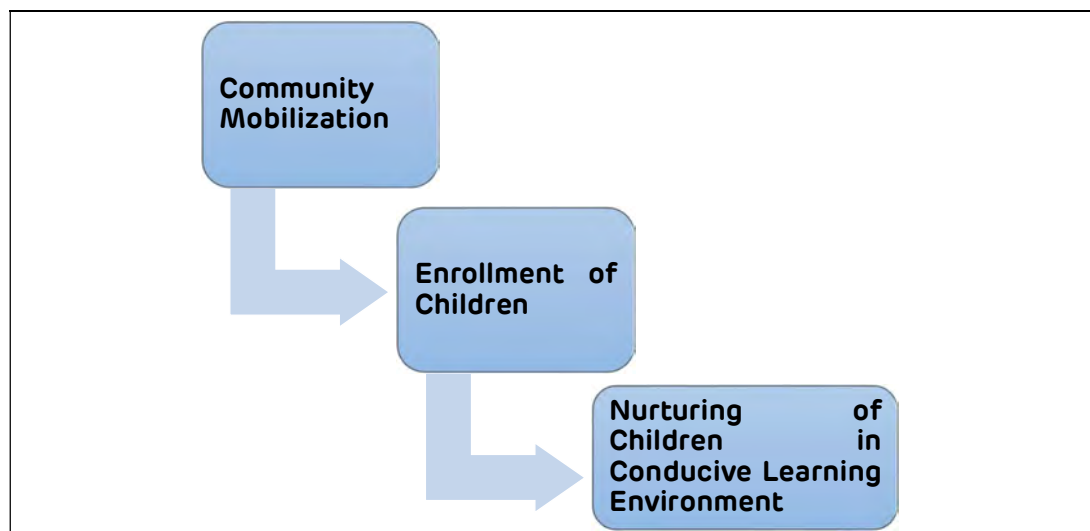 Community
Mobilization
Enrollment of
Children
Nurturing of
Children in
Conducive Learning
Environment